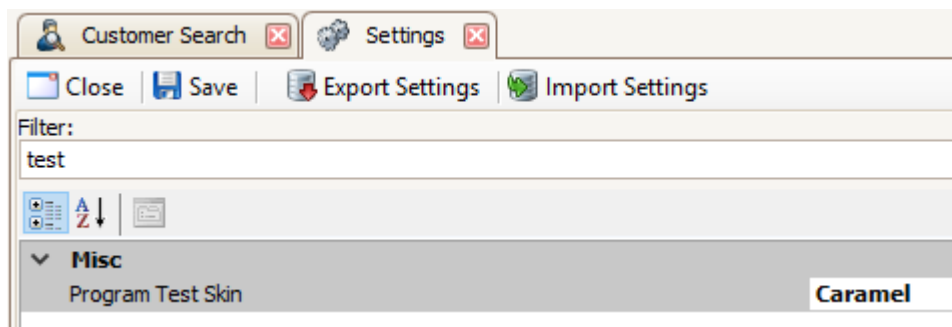 Customer Search Settings
Close Save Export Settings Import Settings
Filter:
test
A
Z
Misc
Program Test Skin Caramel